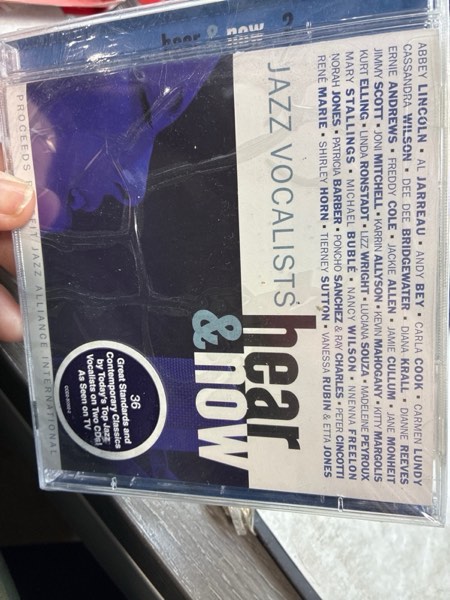 ABBEY LINCOLN • AL JARREAU • ANDY BEY • CARLA COOK • CARMEN LUNDY
CASSANDRA WILSON • DEE DEE BRIDGEWATER • DIANA KRALL • DIANNE REEVES
ERNIE ANDREWS • FREDDY COLE • JACKIE ALLEN • JAMIE CULLUM • JANE MONHEIT
JIMMY SCOTT • JONI MITCHELL • KARRIN ALLYSON • KEVIN MAHOGANY • KITTY MARGOLIS
KURT ELLING • LINDA RONSTADT • LIZZ WRIGHT • LUCIANA SOUZA • MADELEINE PEYROUX
MARY STALLINGS • MICHAEL BUBLÉ • NANCY WILSON • NNENNA FREELON
NORAH JONES • PATRICIA BARBER • PONCHO SANCHEZ & RAY CHARLES • PETER CINCOTTI
RENÉ MARIE • SHIRLEY HORN • TIERNEY SUTTON • VANESSA RUBIN & ETTA JONES
JAZZ VOCALISTS
hear
& now
36
Great Standards and
Contemporary Classics
by Today's Top Jazz
Vocalists on Two CDs!
As Seen on TV
PROCEEDS JAZZ ALLIANCE INTERNATIONAL
hear & now